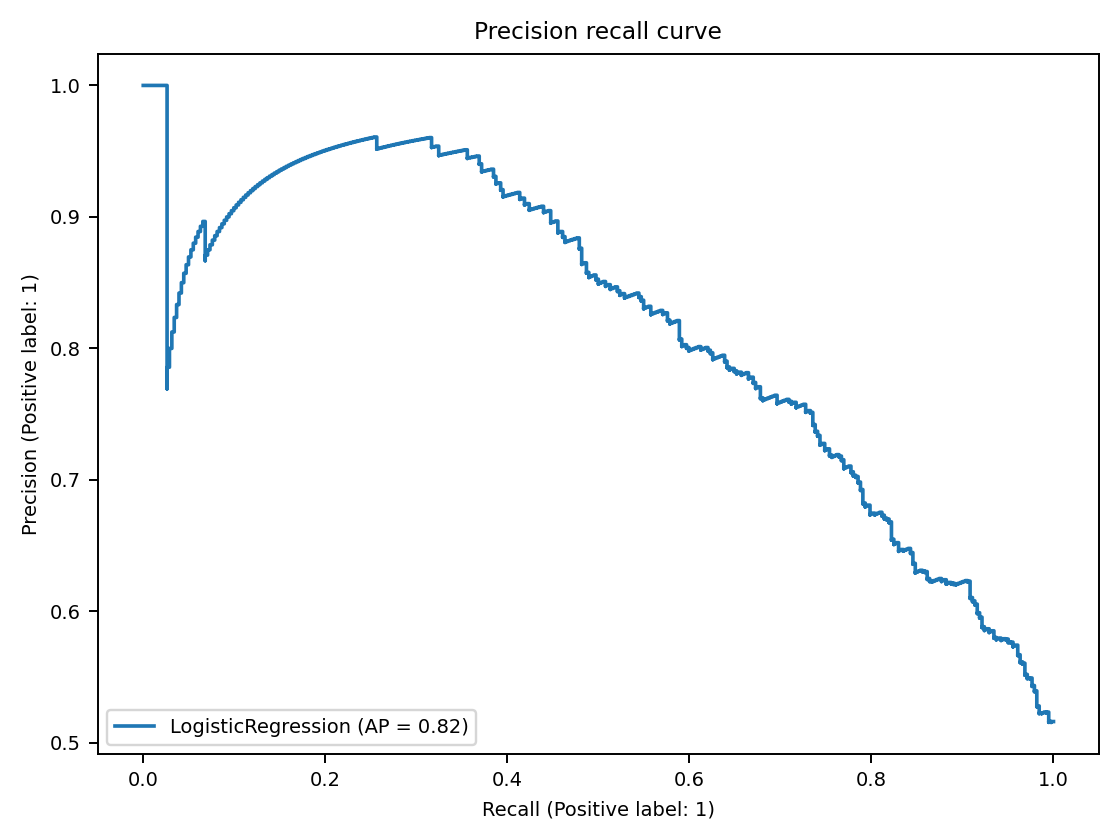 Precision recall curve
Precision (Positive label: 1)
1.0
0.9
0.8
0.7
0.6
0.5
LogisticRegression (AP = 0.82)
0.0 0.2 0.4 0.6 0.8 1.0
Recall (Positive label: 1)